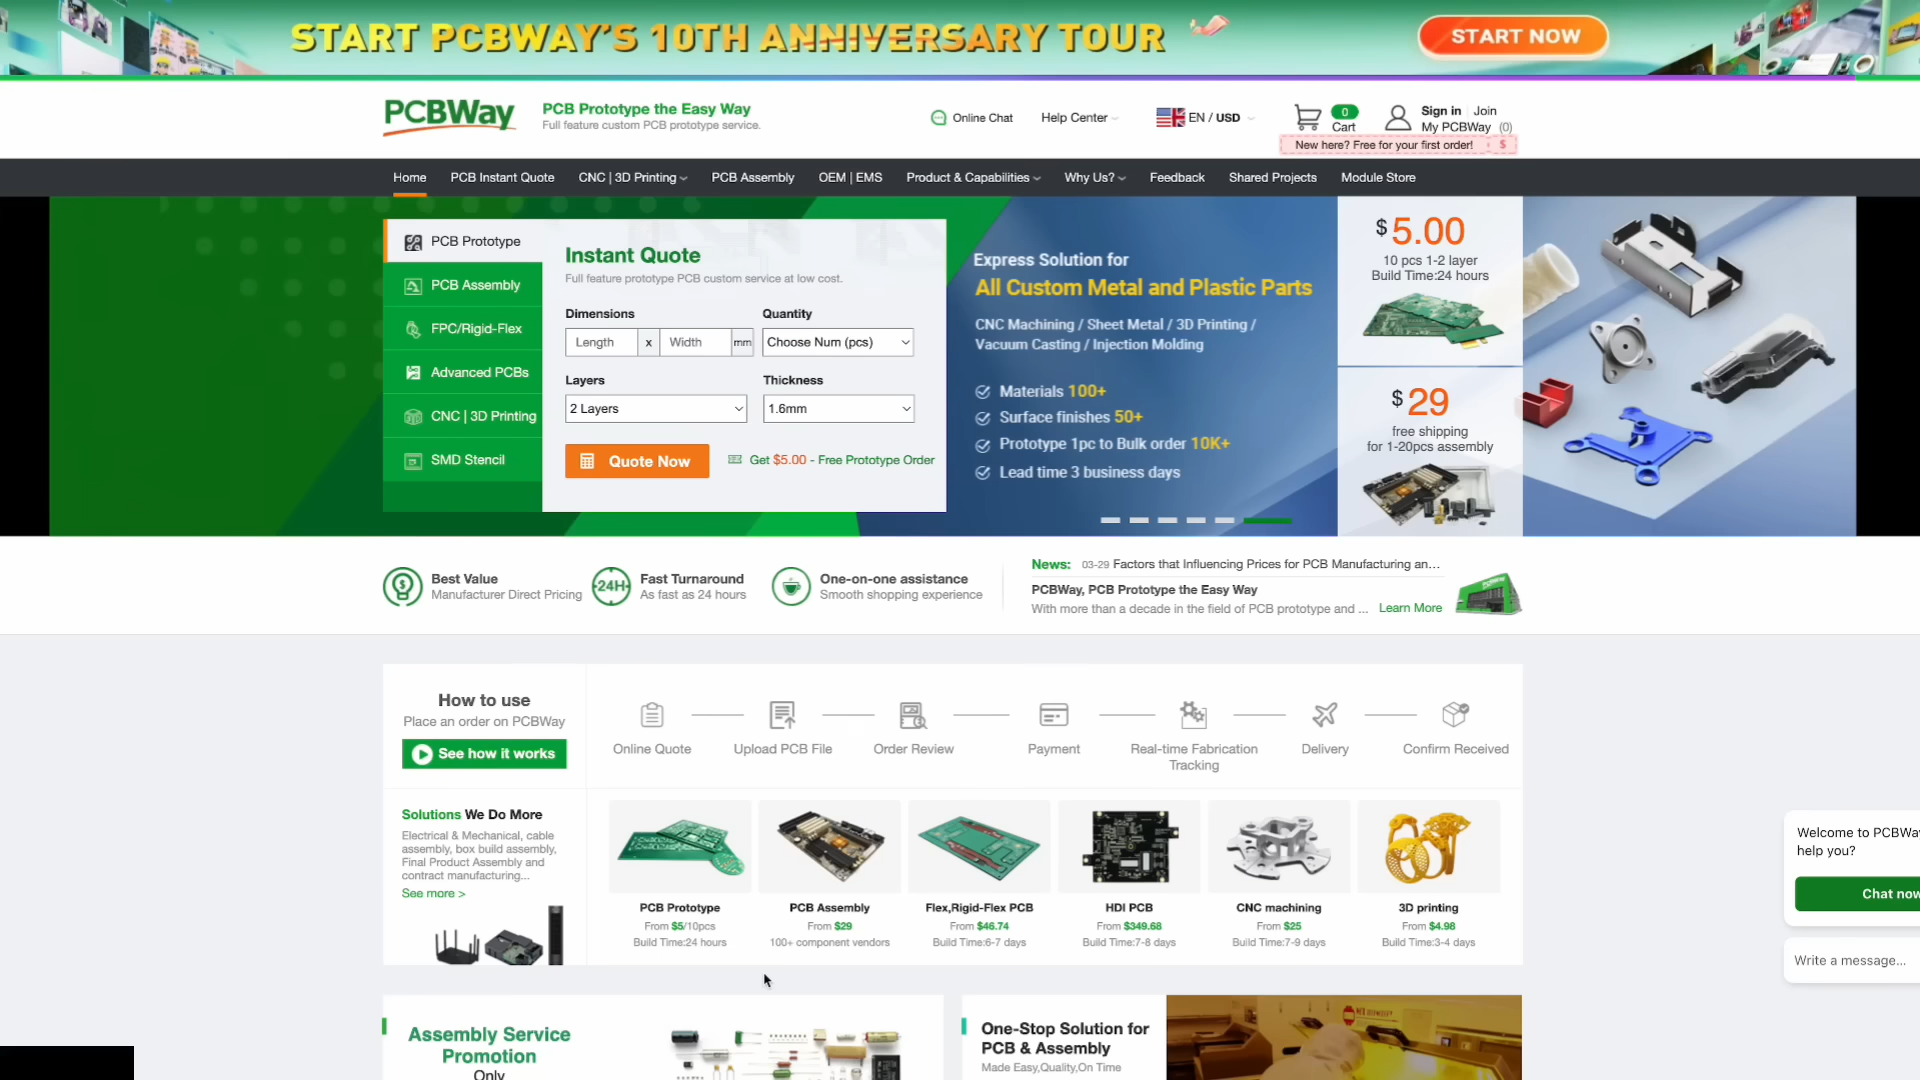 START PCBWAY'S 10TH ANNIVERSARY TOUR
START NOW
PCBWay
PCB Prototype the Easy Way
Full feature custom PCB prototype service.
Online Chat
Help Center
EN / USD
0
Cart
Sign in
Join
My PCBWay (0)
New here? Free for your first order! $
Home
PCB Instant Quote
CNC | 3D Printing
PCB Assembly
OEM | EMS
Product & Capabilities
Why Us?
Feedback
Shared Projects
Module Store
PCB Prototype
PCB Assembly
FPC/Rigid-Flex
Advanced PCBs
CNC | 3D Printing
SMD Stencil
Instant Quote
Full feature prototype PCB custom service at low cost.
Dimensions
Quantity
Length x Width mm
Choose Num (pcs)
Layers
Thickness
2 Layers
1.6mm
Quote Now
Get $5.00 - Free Prototype Order
Express Solution for
All Custom Metal and Plastic Parts
CNC Machining / Sheet Metal / 3D Printing /
Vacuum Casting / Injection Molding
Materials 100+
Surface finishes 50+
Prototype 1pc to Bulk order 10K+
Lead time 3 business days
$5.00
10 pcs 1-2 layer
Build Time:24 hours
$29
free shipping
for 1-20pcs assembly
Best Value
Manufacturer Direct Pricing
24H
Fast Turnaround
As fast as 24 hours
One-on-one assistance
Smooth shopping experience
News: 03-29 Factors that Influencing Prices for PCB Manufacturing an...
PCBWay, PCB Prototype the Easy Way
With more than a decade in the field of PCB prototype and ... Learn More
How to use
Place an order on PCBWay
See how it works
Online Quote
Upload PCB File
Order Review
Payment
Real-time Fabrication
Tracking
Delivery
Confirm Received
Solutions We Do More
Electrical & Mechanical, cable
assembly, box build assembly,
Final Product Assembly and
contract manufacturing...
See more >
PCB Prototype
From $5/10pcs
Build Time:24 hours
PCB Assembly
From $29
100+ component vendors
Flex,Rigid-Flex PCB
From $46.74
Build Time:6-7 days
HDI PCB
From $349.68
Build Time:7-8 days
CNC machining
From $25
Build Time:7-9 days
3D printing
From $4.98
Build Time:3-4 days
Welcome to PCBWa
help you?
Chat now
Write a message...
Assembly Service
Promotion
Only
One-Stop Solution for
PCB & Assembly
Made Easy,Quality,On Time